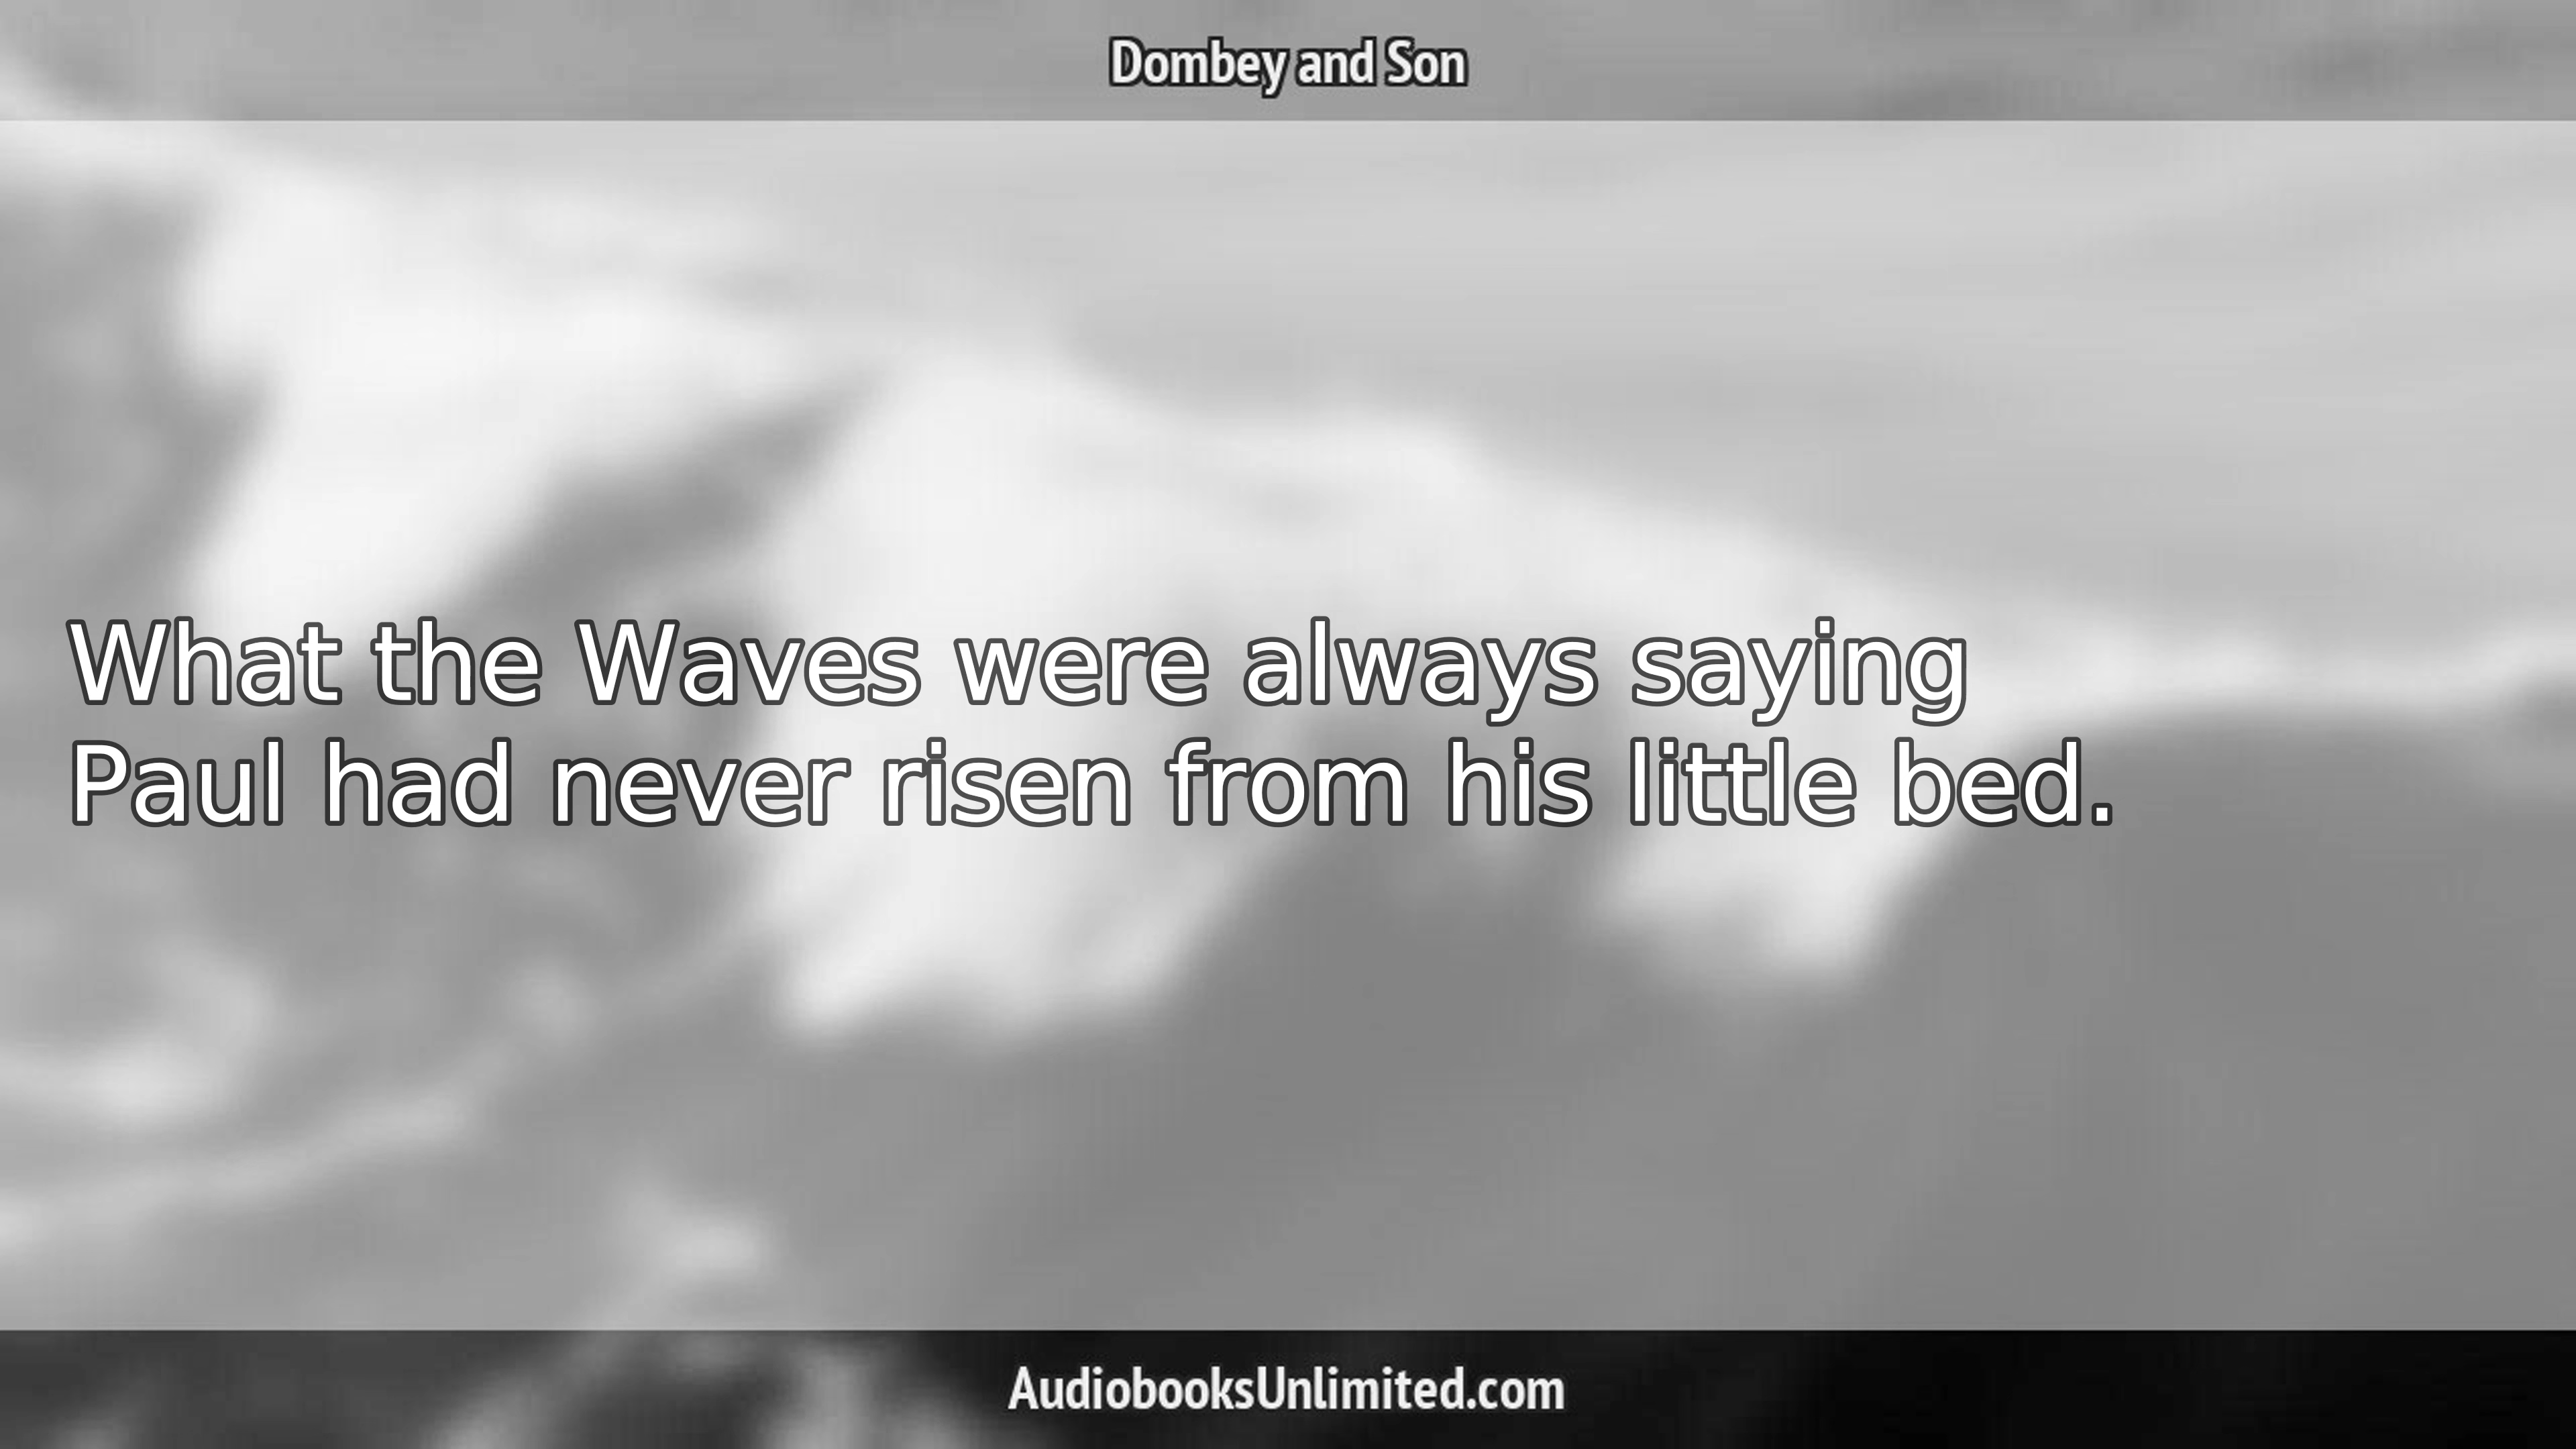 Dombey and Son
What the Waves were always saying
Paul had never risen from his little bed.
AudiobooksUnlimited.com